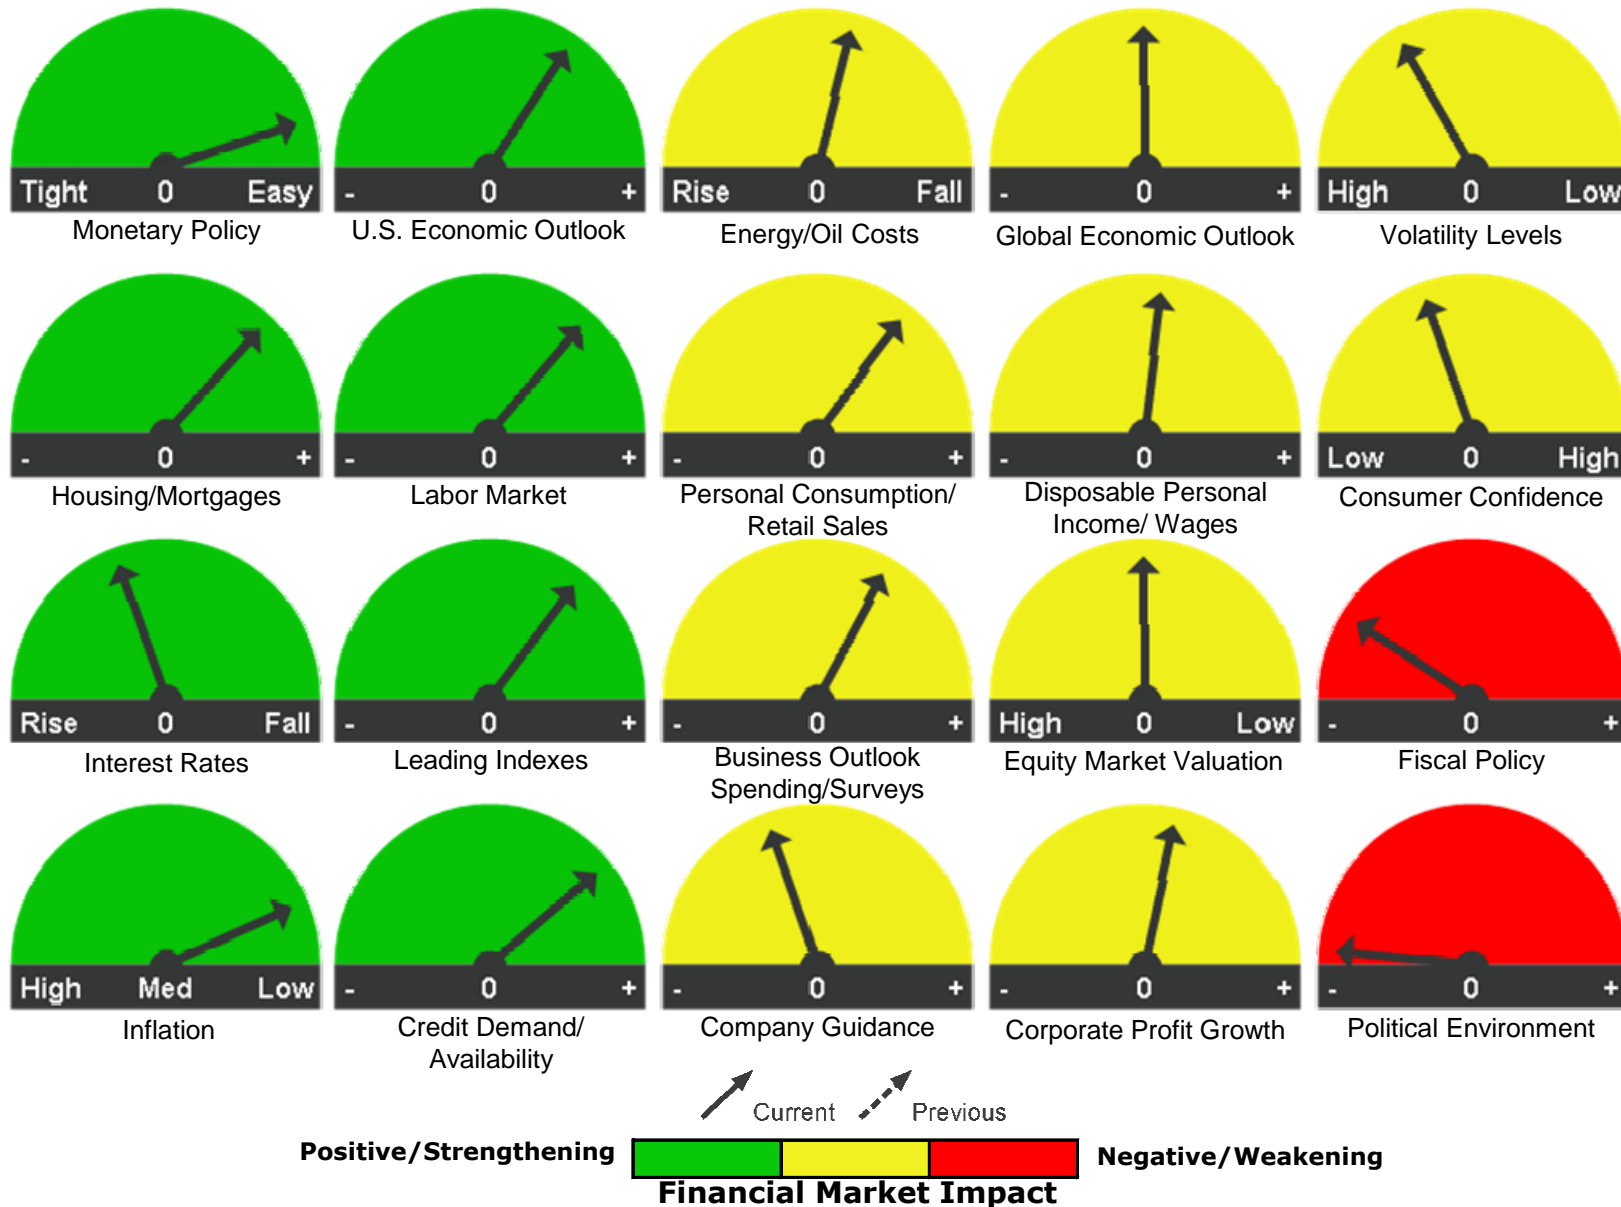 Tight 0 Easy
Monetary Policy
- 0 +
U.S. Economic Outlook
Rise 0 Fall
Energy/Oil Costs
- 0 +
Global Economic Outlook
High 0 Low
Volatility Levels
- 0 +
Housing/Mortgages
- 0 +
Labor Market
- 0 +
Personal Consumption/
Retail Sales
- 0 +
Disposable Personal
Income/ Wages
Low 0 High
Consumer Confidence
Rise 0 Fall
Interest Rates
- 0 +
Leading Indexes
- 0 +
Business Outlook
Spending/Surveys
High 0 Low
Equity Market Valuation
- 0 +
Fiscal Policy
High Med Low
Inflation
- 0 +
Credit Demand/
Availability
- 0 +
Company Guidance
- 0 +
Corporate Profit Growth
- 0 +
Political Environment
Current Previous
Positive/Strengthening Negative/Weakening
Financial Market Impact